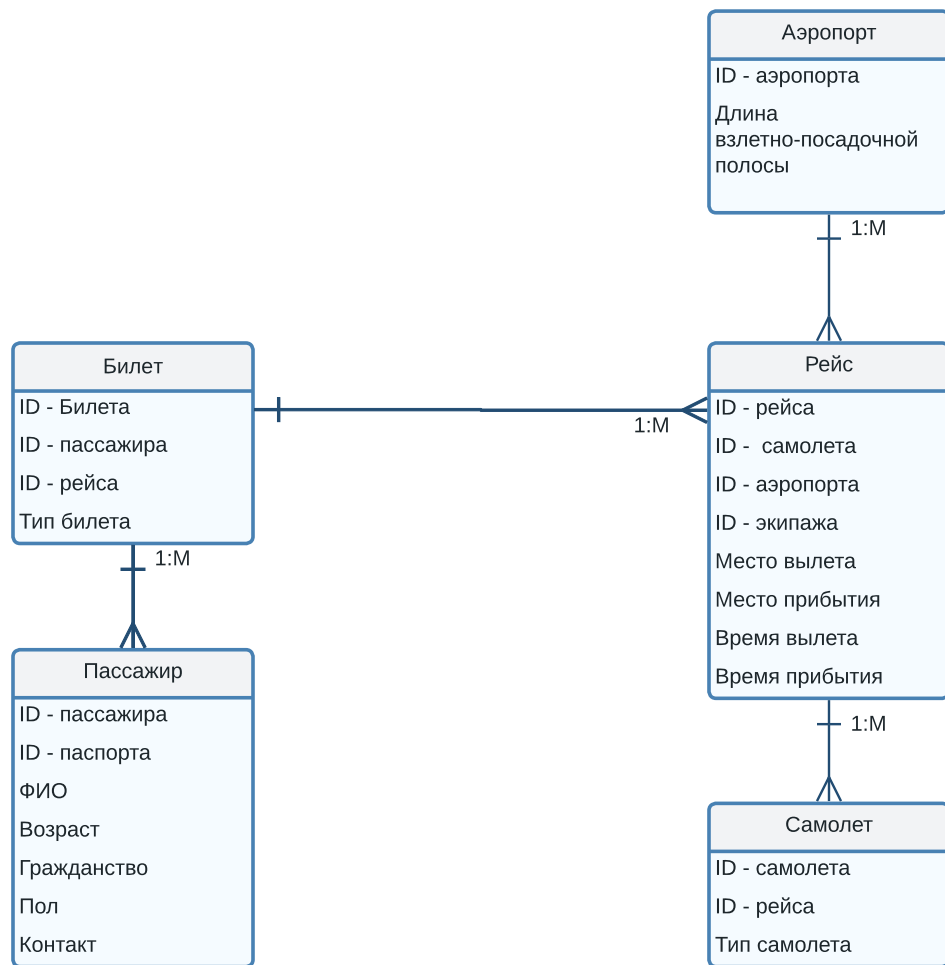 Аэропорт
ID - аэропорта
Длина
взлетно-посадочной
полосы
1:М
Билет
ID - Билета
ID - пассажира
ID - рейса
Тип билета
1:М
1:М
Рейс
ID - рейса
ID -  самолета
ID - аэропорта
ID - экипажа
Место вылета
Место прибытия
Время вылета
Время прибытия
1:М
Пассажир
ID - пассажира
ID - паспорта
ФИО
Возраст
Гражданство
Пол
Контакт
Самолет
ID - самолета
ID - рейса
Тип самолета